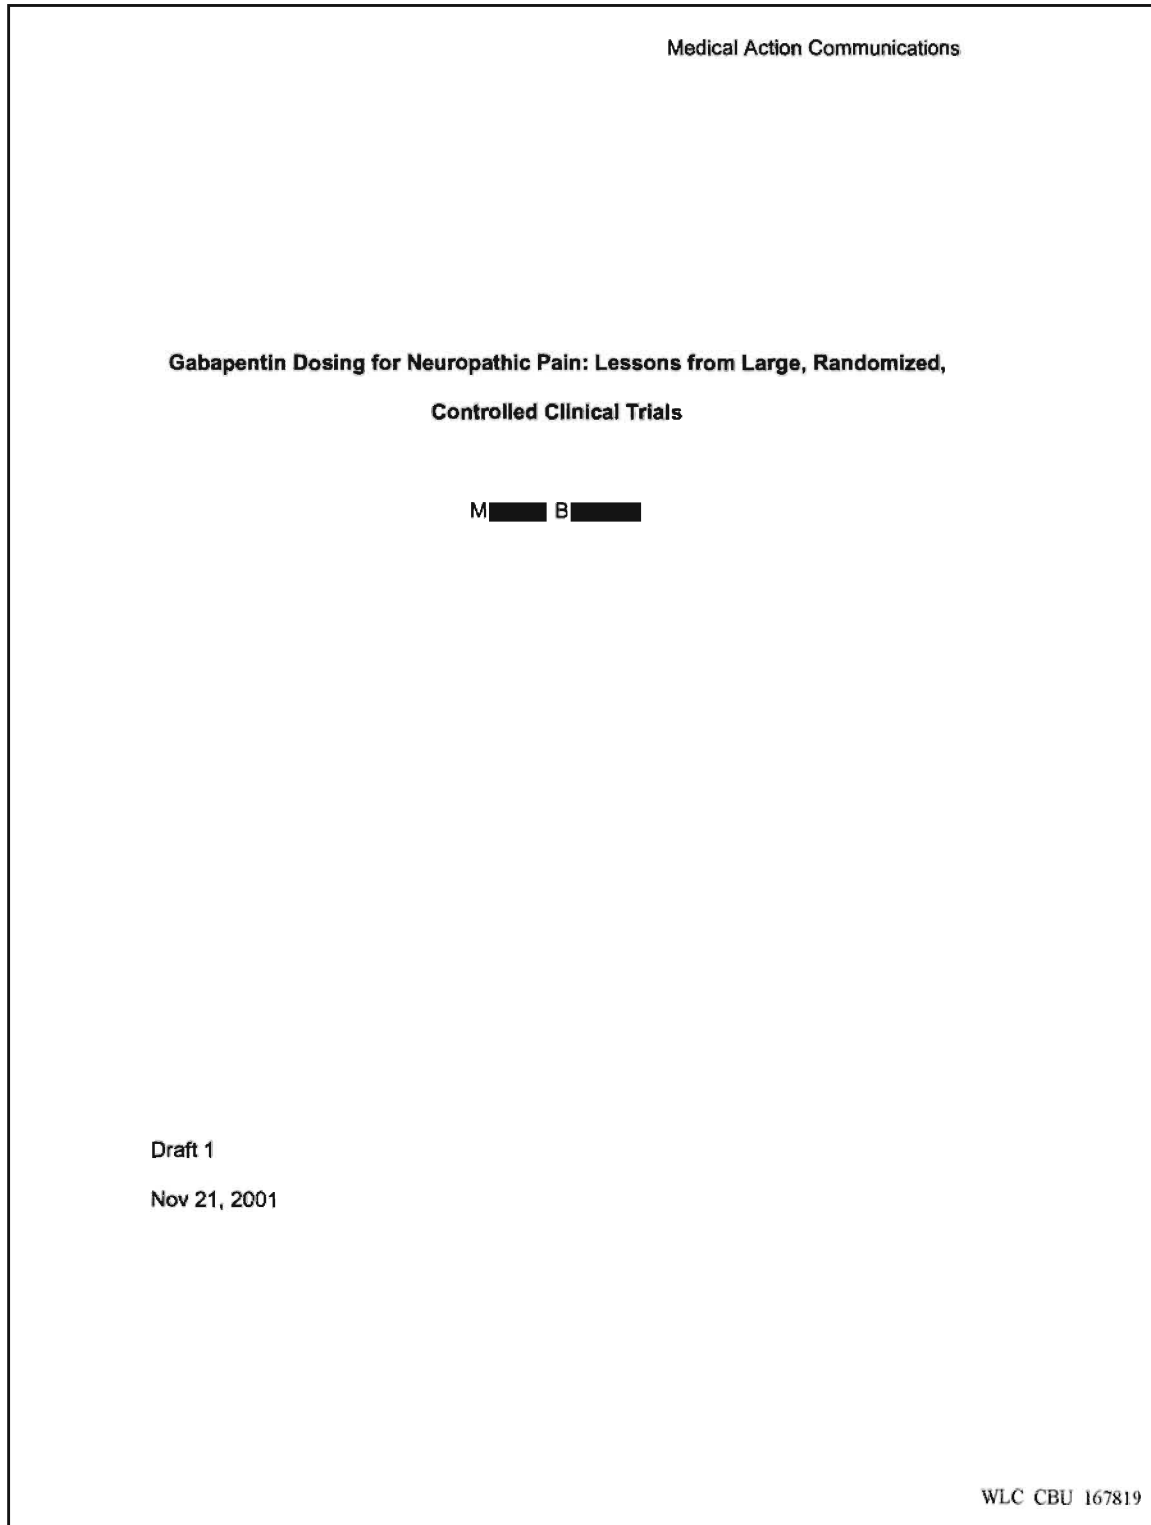 Medical Action Communications
Gabapentin Dosing for Neuropathic Pain: Lessons from Large, Randomized,
Controlled Clinical Trials
M B
Draft 1
Nov 21, 2001
WLC CBU 167819